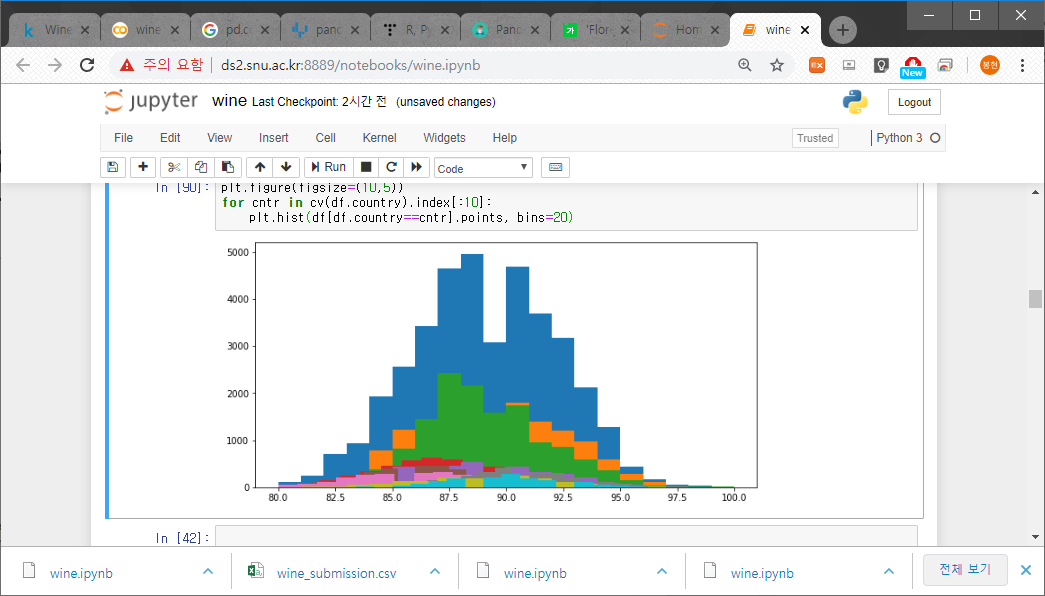 Wine
wine
pd.c
panc
R, Py
Pand
'Flor
Hom
wine
주의 요함 | ds2.snu.ac.kr:8889/notebooks/wine.ipynb
New
봉현
jupyter wine Last Checkpoint: 2시간 전 (unsaved changes)
Logout
File Edit View Insert Cell Kernel Widgets Help
Trusted
Python 3
Run
Code
In [90]: plt.figure(figsize=(10,5))
for cntr in cv(df.country).index[:10]:
plt.hist(df[df.country==cntr].points, bins=20)
5000
4000
3000
2000
1000
0
80.0 82.5 85.0 87.5 90.0 92.5 95.0 97.5 100.0
In [42]:
wine.ipynb
wine_submission.csv
wine.ipynb
wine.ipynb
전체 보기